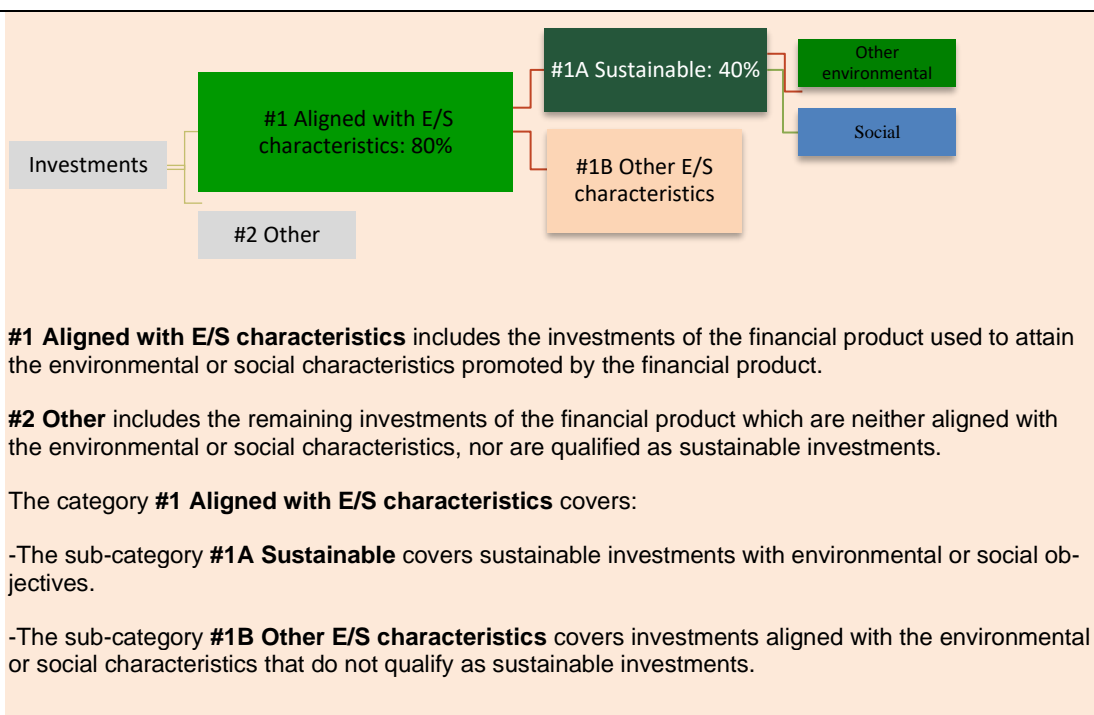 Investments
#1 Aligned with E/S
characteristics: 80%
#2 Other
#1A Sustainable: 40%
#1B Other E/S
characteristics
Other
environmental
Social
#1 Aligned with E/S characteristics includes the investments of the financial product used to attain
the environmental or social characteristics promoted by the financial product.
#2 Other includes the remaining investments of the financial product which are neither aligned with
the environmental or social characteristics, nor are qualified as sustainable investments.
The category #1 Aligned with E/S characteristics covers:
-The sub-category #1A Sustainable covers sustainable investments with environmental or social ob-
jectives.
-The sub-category #1B Other E/S characteristics covers investments aligned with the environmental
or social characteristics that do not qualify as sustainable investments.